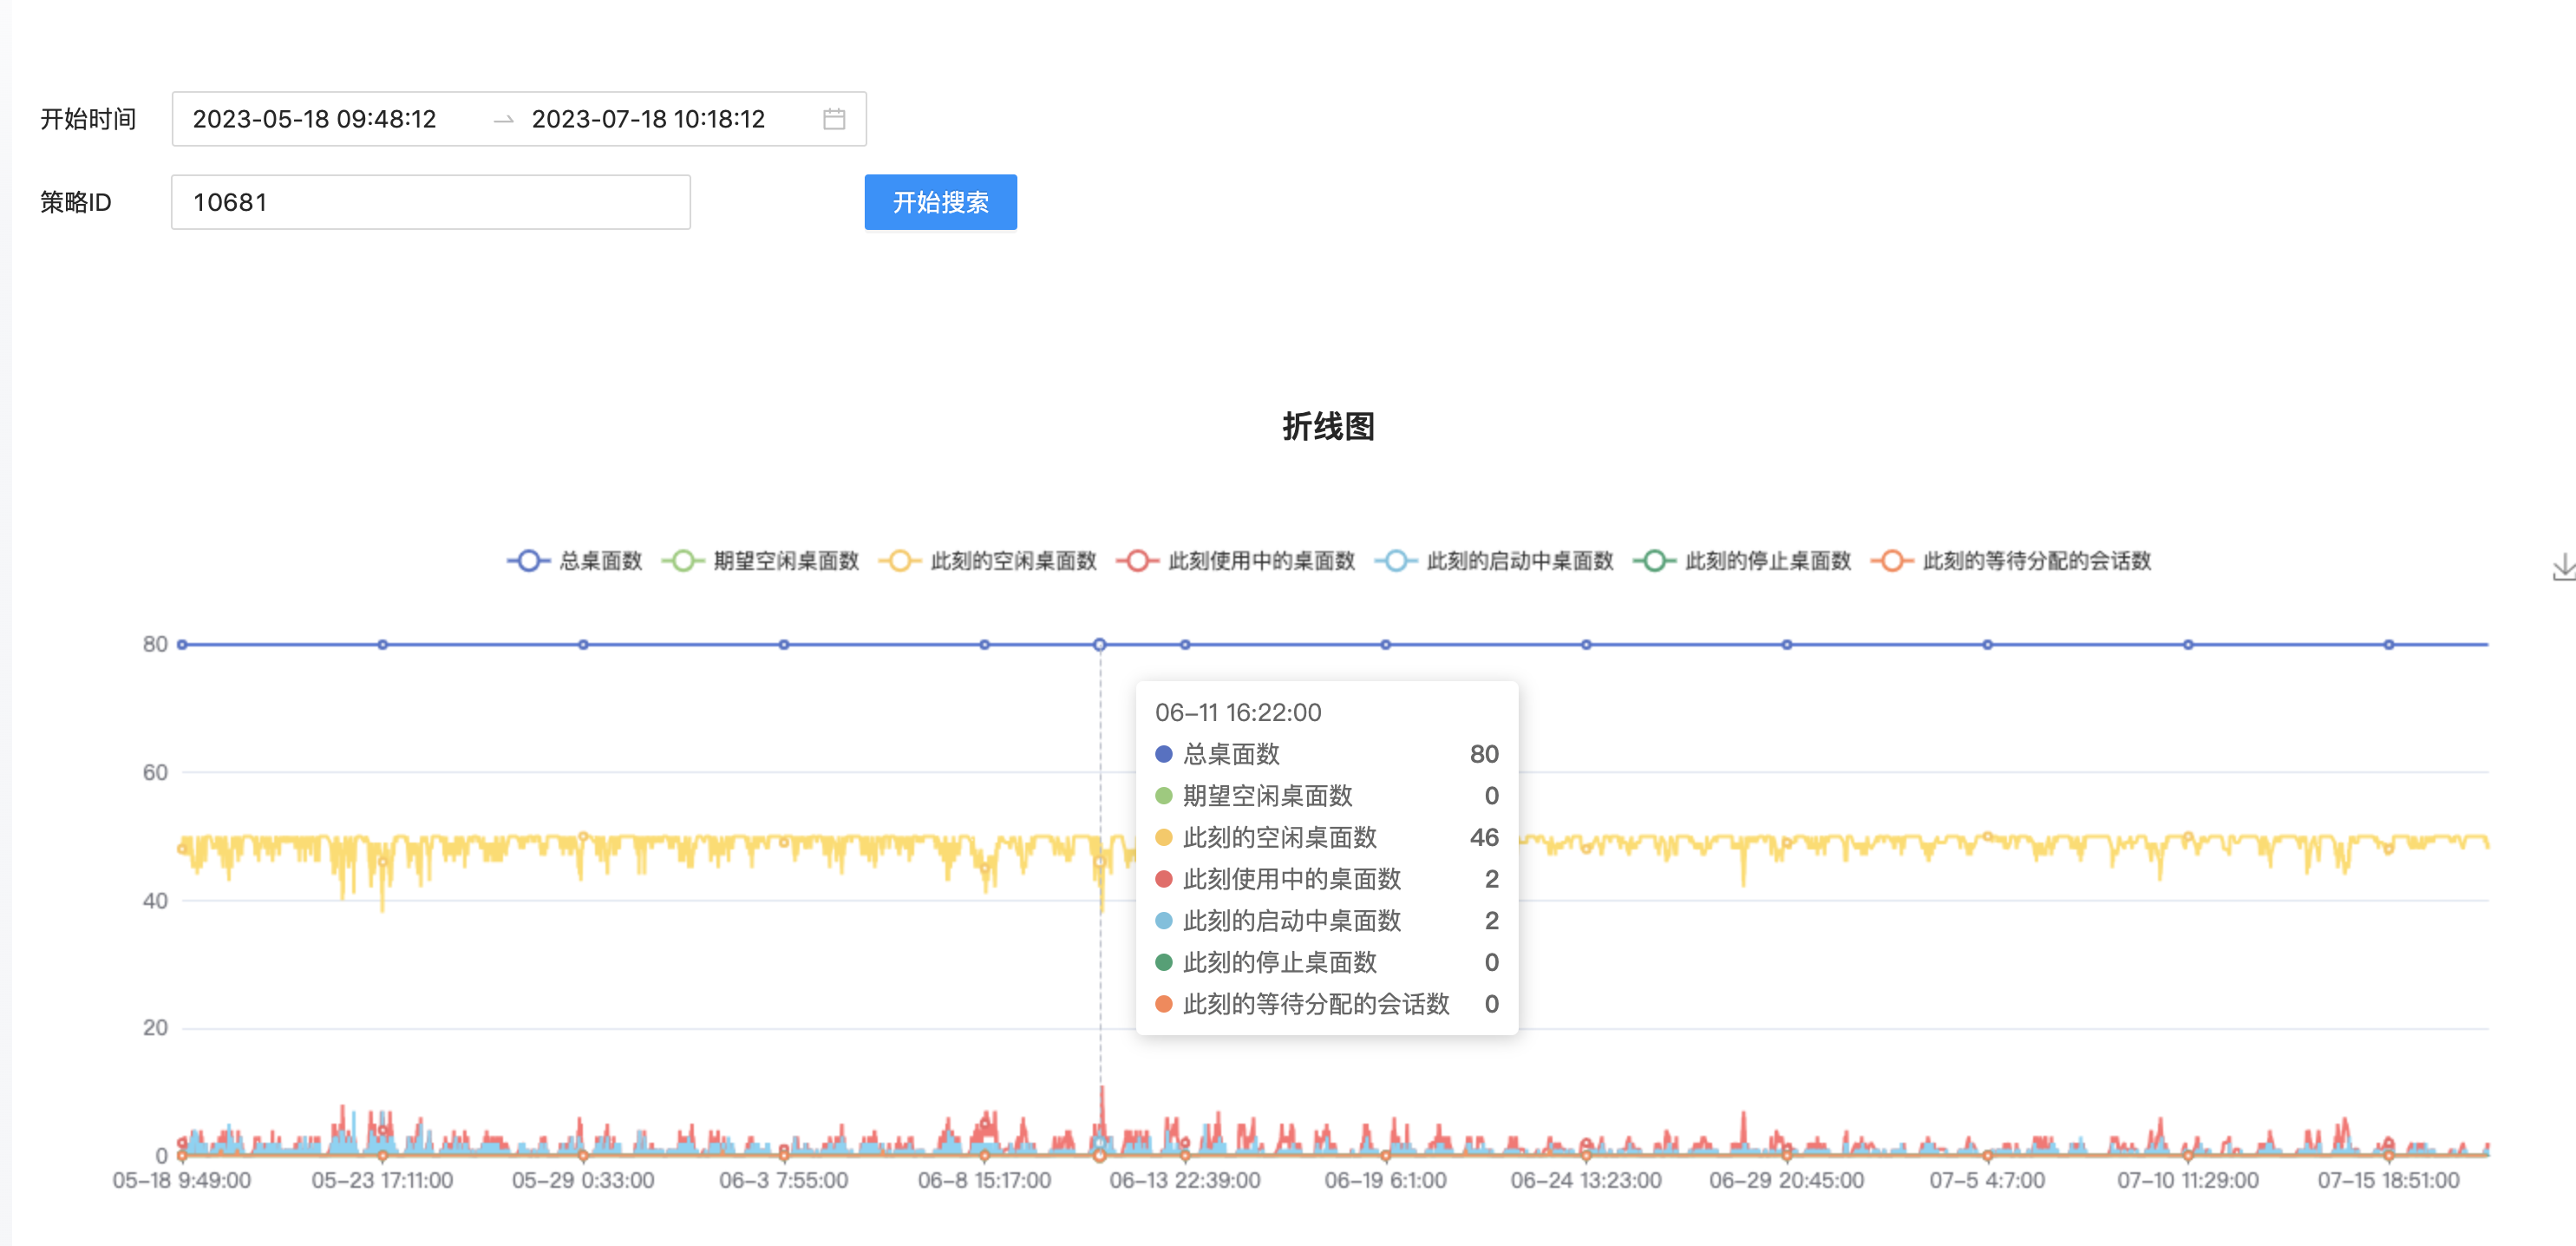 开始时间 2023-05-18 09:48:12 → 2023-07-18 10:18:12
策略ID 10681 开始搜索
折线图
总桌面数 期望空闲桌面数 此刻的空闲桌面数 此刻使用中的桌面数 此刻的启动中桌面数 此刻的停止桌面数 此刻的等待分配的会话数
80
60
40
20
0
06-11 16:22:00
总桌面数 80
期望空闲桌面数 0
此刻的空闲桌面数 46
此刻使用中的桌面数 2
此刻的启动中桌面数 2
此刻的停止桌面数 0
此刻的等待分配的会话数 0
05-18 9:49:00 05-23 17:11:00 05-29 0:33:00 06-3 7:55:00 06-8 15:17:00 06-13 22:39:00 06-19 6:1:00 06-24 13:23:00 06-29 20:45:00 07-5 4:7:00 07-10 11:29:00 07-15 18:51:00